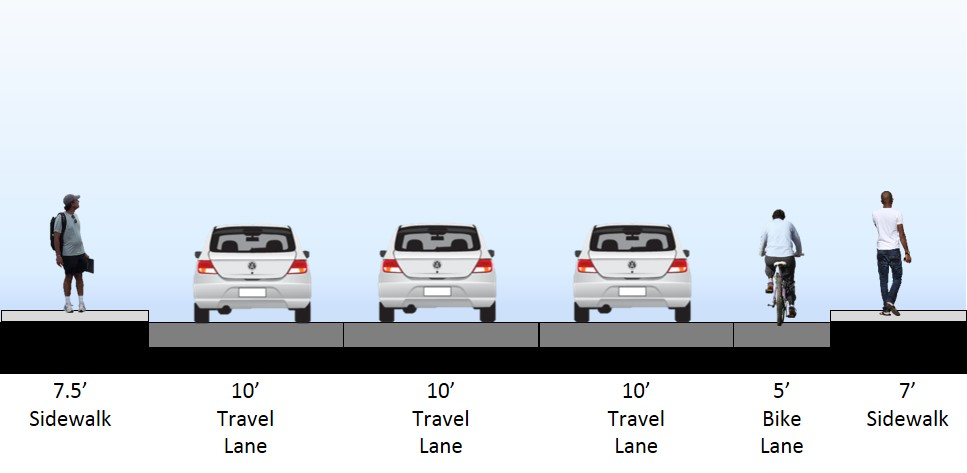 7.5’
Sidewalk
10’
Travel
Lane
10’
Travel
Lane
10’
Travel
Lane
5’
Bike
Lane
7’
Sidewalk